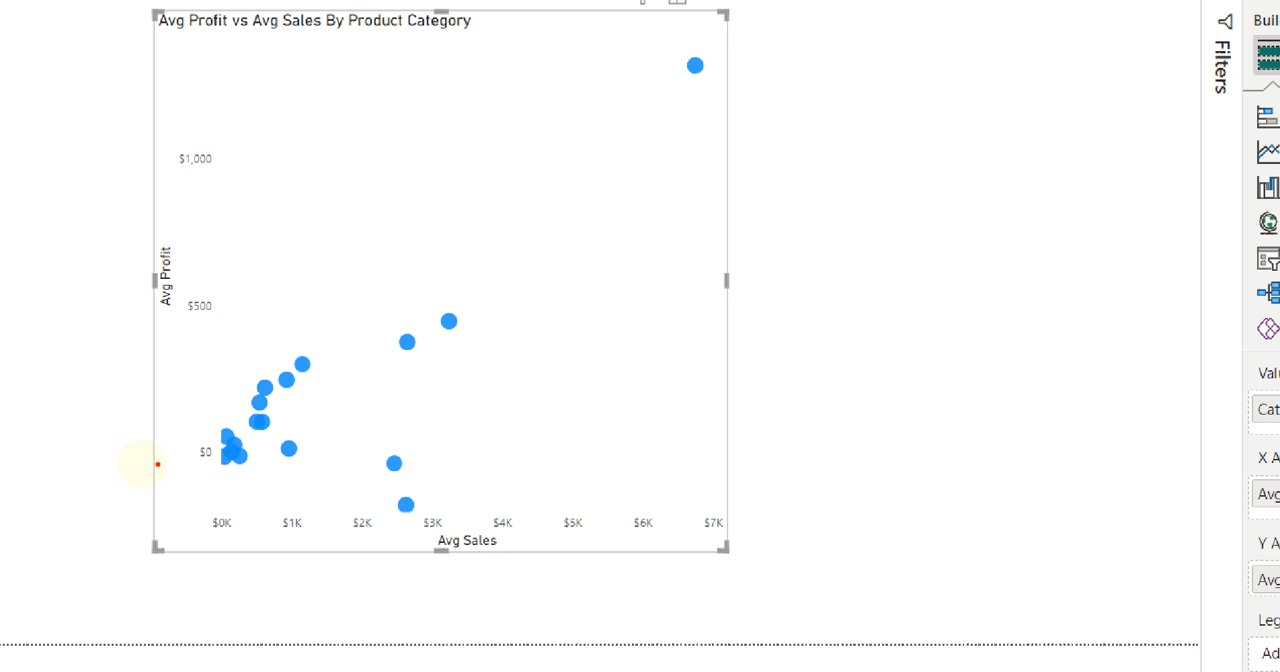 Avg Profit vs Avg Sales By Product Category
$1,000
$500
$0
Avg Profit
$0K $1K $2K $3K $4K $5K $6K $7K
Avg Sales
Filters
Buil
Valu
Cat
X A
Avg
Y A
Avg
Leg
Ad